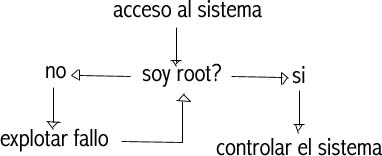 acceso al sistema
no
soy root?
si
explotar fallo
controlar el sistema